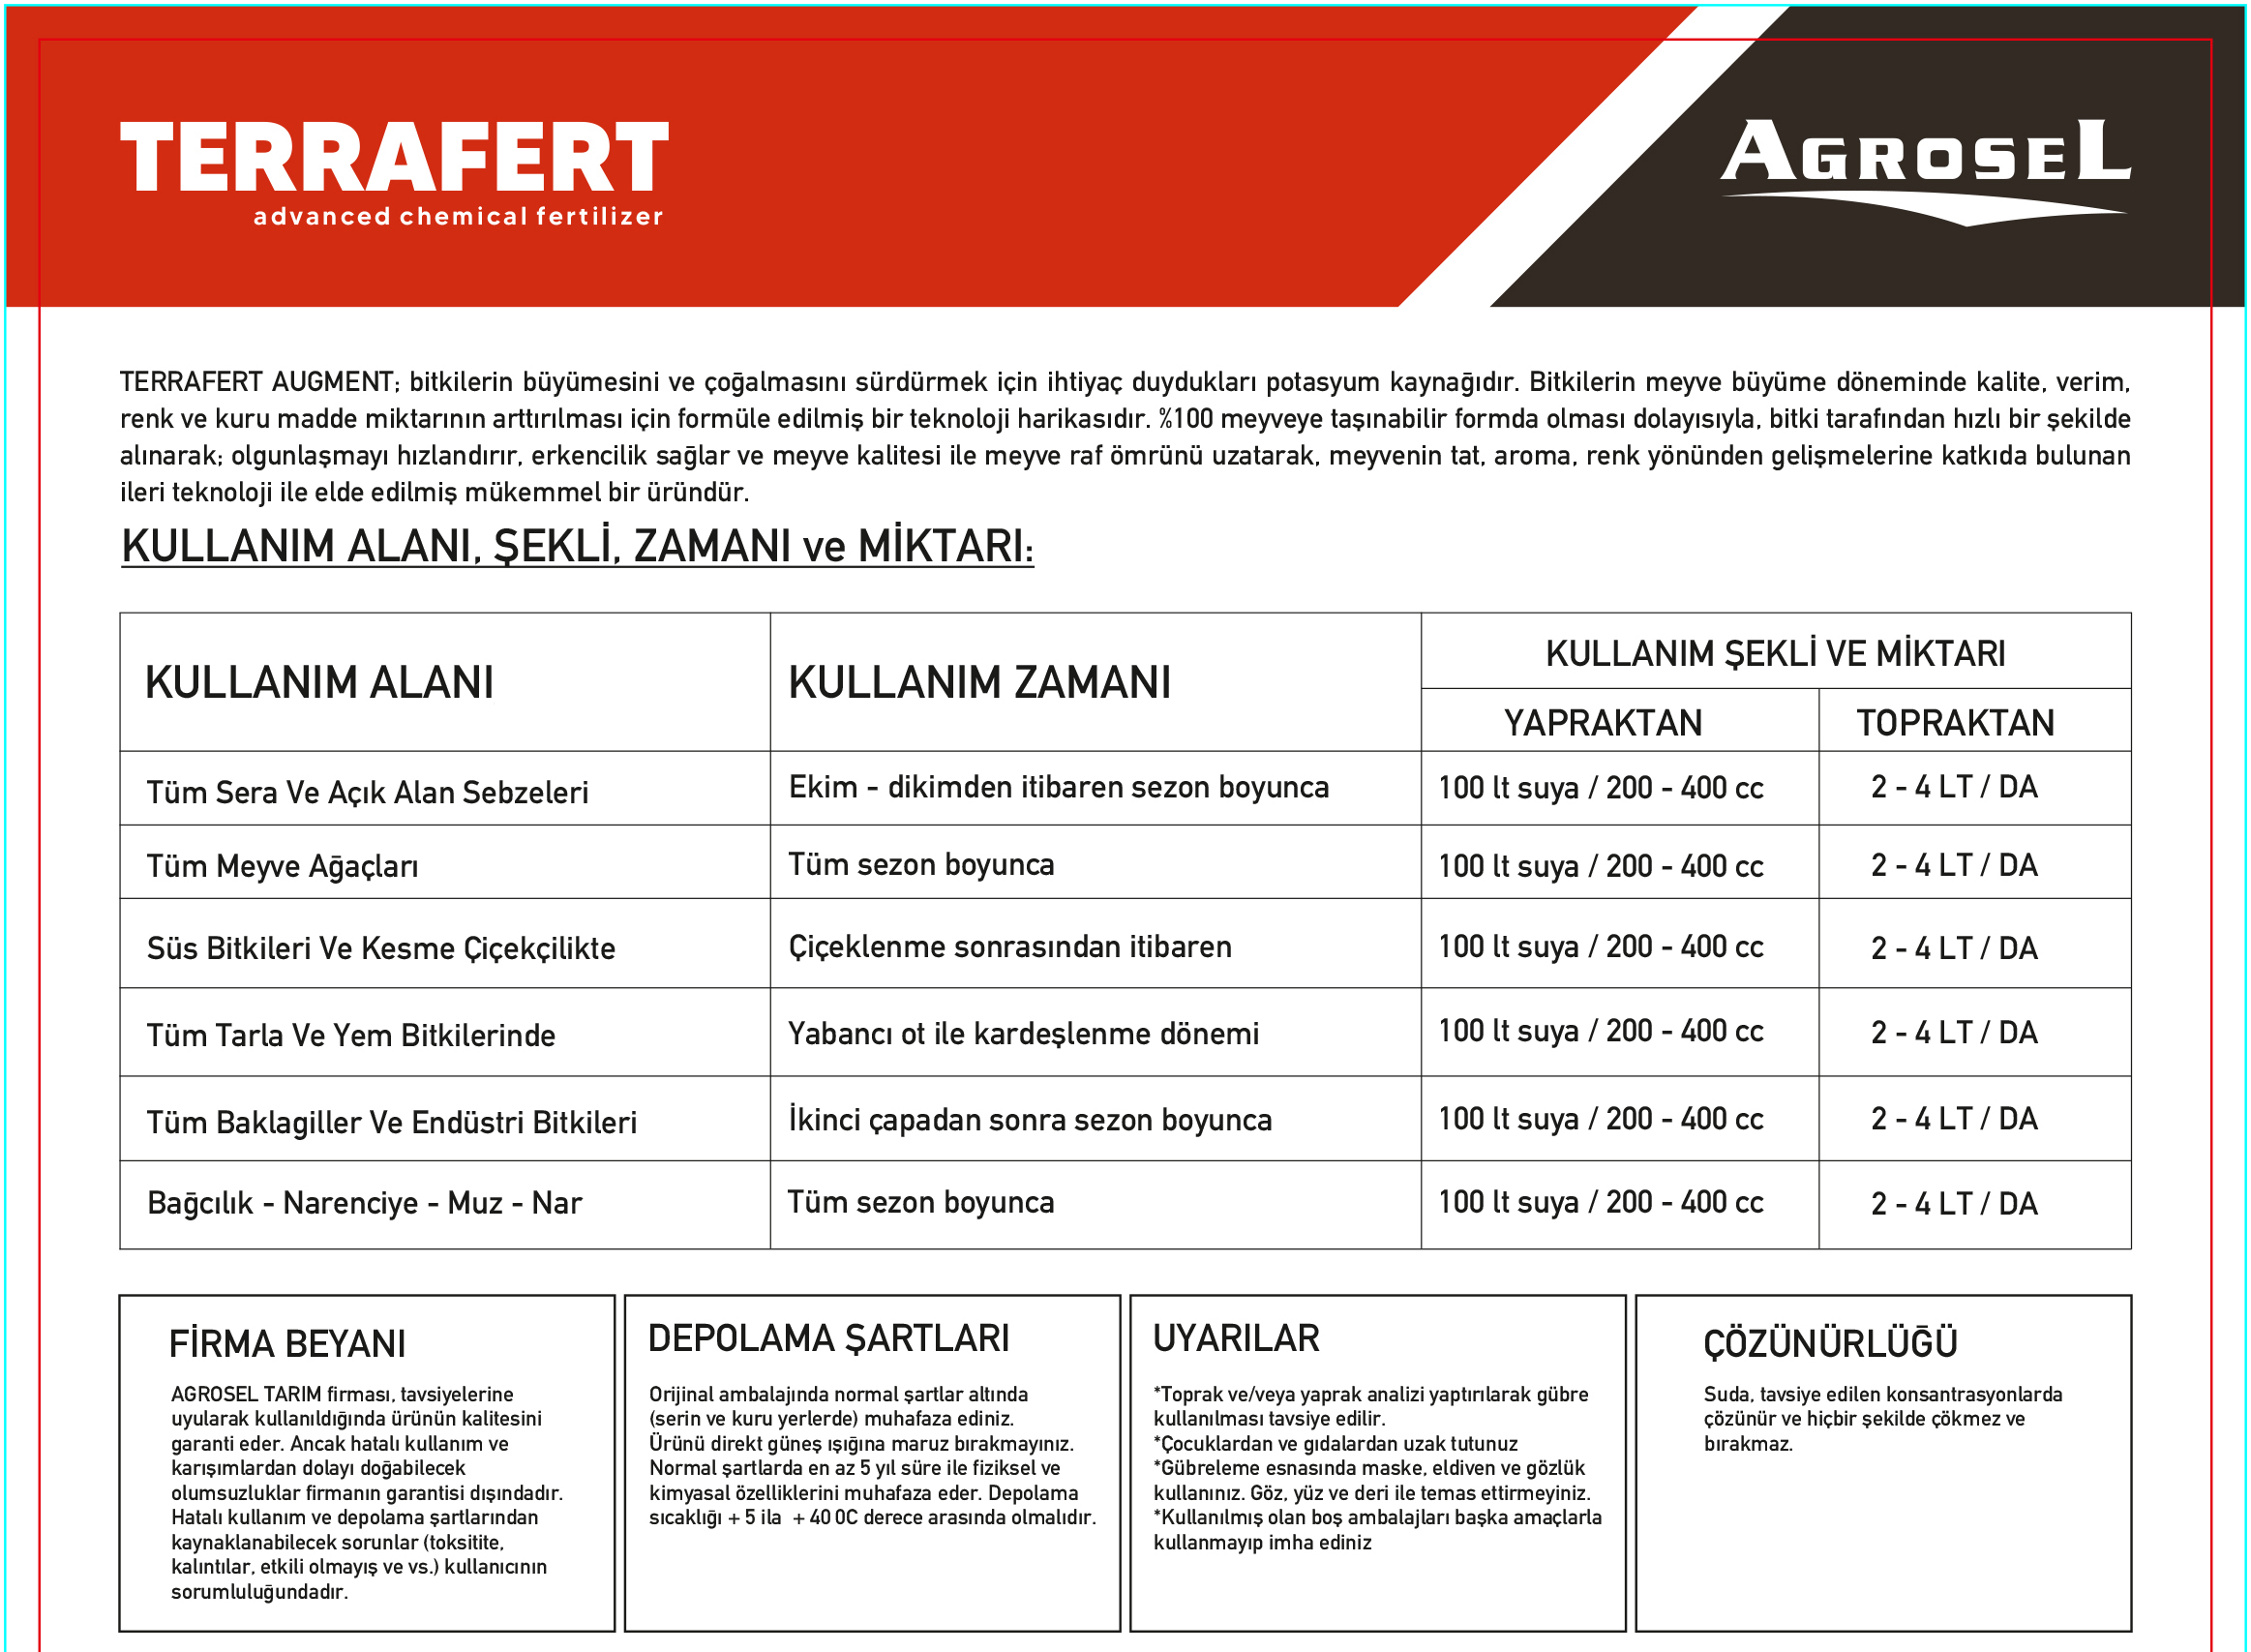 TERRAFERT
advanced chemical fertilizer
AGROSEL
TERRAFERT AUGMENT; bitkilerin büyümesini ve çoğalmasını sürdürmek için ihtiyaç duydukları potasyum kaynağıdır. Bitkilerin meyve büyüme döneminde kalite, verim,
renk ve kuru madde miktarının arttırılması için formüle edilmiş bir teknoloji harikasıdır. %100 meyveye taşınabilir formda olması dolayısıyla, bitki tarafından hızlı bir şekilde
alınarak; olgunlaşmayı hızlandırır, erkencilik sağlar ve meyve kalitesi ile meyve raf ömrünü uzatarak, meyvenin tat, aroma, renk yönünden gelişmelerine katkıda bulunan
ileri teknoloji ile elde edilmiş mükemmel bir üründür.
KULLANIM ALANI, ŞEKLİ, ZAMANI ve MİKTARI:
KULLANIM ALANI KULLANIM ZAMANI KULLANIM ŞEKLİ VE MİKTARI
YAPRAKTAN TOPRAKTAN
Tüm Sera Ve Açık Alan Sebzeleri Ekim - dikimden itibaren sezon boyunca 100 lt suya / 200 - 400 cc 2 - 4 LT / DA
Tüm Meyve Ağaçları Tüm sezon boyunca 100 lt suya / 200 - 400 cc 2 - 4 LT / DA
Süs Bitkileri Ve Kesme Çiçekçilikte Çiçeklenme sonrasından itibaren 100 lt suya / 200 - 400 cc 2 - 4 LT / DA
Tüm Tarla Ve Yem Bitkilerinde Yabancı ot ile kardeşlenme dönemi 100 lt suya / 200 - 400 cc 2 - 4 LT / DA
Tüm Baklagiller Ve Endüstri Bitkileri İkinci çapadan sonra sezon boyunca 100 lt suya / 200 - 400 cc 2 - 4 LT / DA
Bağcılık - Narenciye - Muz - Nar Tüm sezon boyunca 100 lt suya / 200 - 400 cc 2 - 4 LT / DA
FİRMA BEYANI
AGROSEL TARIM firması, tavsiyelerine
uyularak kullanıldığında ürünün kalitesini
garanti eder. Ancak hatalı kullanım ve
karışımlardan dolayı doğabilecek
olumsuzluklar firmanın garantisi dışındadır.
Hatalı kullanım ve depolama şartlarından
kaynaklanabilecek sorunlar (toksitite,
kalıntılar, etkili olmayış ve vs.) kullanıcının
sorumluluğundadır.
DEPOLAMA ŞARTLARI
Orijinal ambalajında normal şartlar altında
(serin ve kuru yerlerde) muhafaza ediniz.
Ürünü direkt güneş ışığına maruz bırakmayınız.
Normal şartlarda en az 5 yıl süre ile fiziksel ve
kimyasal özelliklerini muhafaza eder. Depolama
sıcaklığı + 5 ila + 40 0C derece arasında olmalıdır.
UYARILAR
*Toprak ve/veya yaprak analizi yaptırılarak gübre
kullanılması tavsiye edilir.
*Çocuklardan ve gıdalardan uzak tutunuz
*Gübreleme esnasında maske, eldiven ve gözlük
kullanınız. Göz, yüz ve deri ile temas ettirmeyiniz.
*Kullanılmış olan boş ambalajları başka amaçlarla
kullanmayıp imha ediniz
ÇÖZÜNÜRLÜĞÜ
Suda, tavsiye edilen konsantrasyonlarda
çözünür ve hiçbir şekilde çökmez ve
bırakmaz.